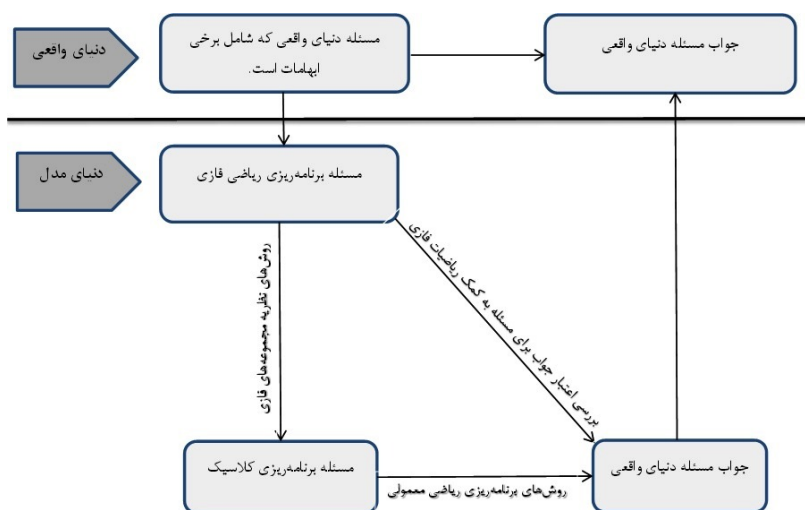 دنیای واقعی
مسئله دنیای واقعی که شامل برخی
ابهامات است.
جواب مسئله دنیای واقعی
دنیای مدل
مسئله برنامه‌ریزی ریاضی فازی
روش‌های نظریه مجموعه‌های فازی
بررسی اعتبار جواب برای مسئله به کمک ریاضیات فازی
مسئله برنامه‌ریزی کلاسیک
روش‌های برنامه‌ریزی ریاضی معمولی
جواب مسئله دنیای واقعی